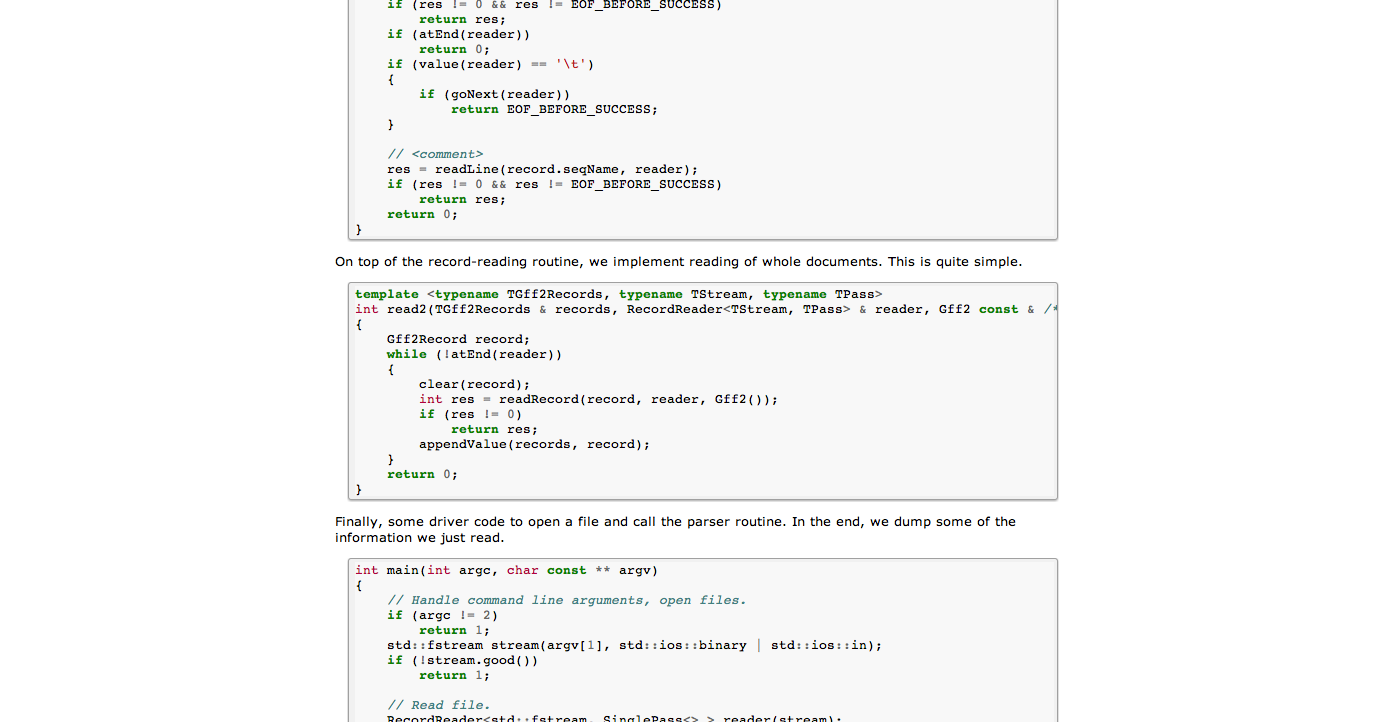 if (res != 0 && res != EOF_BEFORE_SUCCESS)
        return res;
    if (atEnd(reader))
        return 0;
    if (value(reader) == '\t')
    {
        if (goNext(reader))
            return EOF_BEFORE_SUCCESS;
    }

    // <comment>
    res = readLine(record.seqName, reader);
    if (res != 0 && res != EOF_BEFORE_SUCCESS)
        return res;
    return 0;
}
On top of the record-reading routine, we implement reading of whole documents. This is quite simple.
template <typename TGff2Records, typename TStream, typename TPass>
int read2(TGff2Records & records, RecordReader<TStream, TPass> & reader, Gff2 const & /*
{
    Gff2Record record;
    while (!atEnd(reader))
    {
        clear(record);
        int res = readRecord(record, reader, Gff2());
        if (res != 0)
            return res;
        appendValue(records, record);
    }
    return 0;
}
Finally, some driver code to open a file and call the parser routine. In the end, we dump some of the
information we just read.
int main(int argc, char const ** argv)
{
    // Handle command line arguments, open files.
    if (argc != 2)
        return 1;
    std::fstream stream(argv[1], std::ios::binary | std::ios::in);
    if (!stream.good())
        return 1;

    // Read file.
    RecordReader<std::fstream, SinglePass<> > reader(stream);